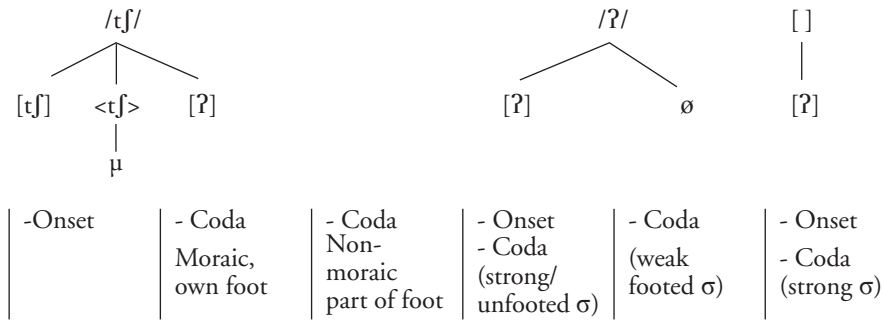 /tʃ/ /ʔ/ [ ]
[tʃ] <tʃ> [ʔ] [ʔ] ø [ʔ]
μ
-Onset
- Coda
Moraic,
own foot
- Coda
Non-
moraic
part of foot
- Onset
- Coda
(strong/
unfooted σ)
- Coda
(weak
footed σ)
- Onset
- Coda
(strong σ)